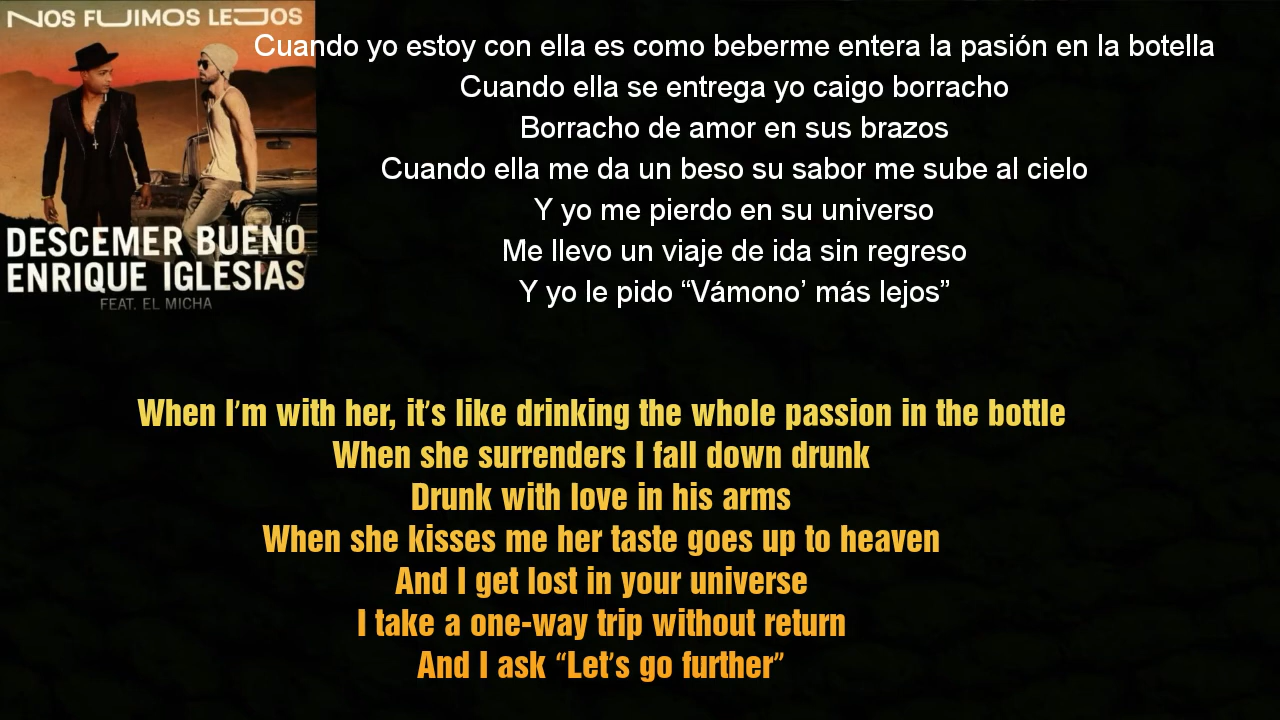 NOS FUIMOS LEJOS
DESCEMER BUENO
ENRIQUE IGLESIAS
FEAT. EL MICHA
Cuando yo estoy con ella es como beberme entera la pasión en la botella
Cuando ella se entrega yo caigo borracho
Borracho de amor en sus brazos
Cuando ella me da un beso su sabor me sube al cielo
Y yo me pierdo en su universo
Me llevo un viaje de ida sin regreso
Y yo le pido “Vámono’ más lejos”
When I’m with her, it’s like drinking the whole passion in the bottle
When she surrenders I fall down drunk
Drunk with love in his arms
When she kisses me her taste goes up to heaven
And I get lost in your universe
I take a one-way trip without return
And I ask “Let’s go further”